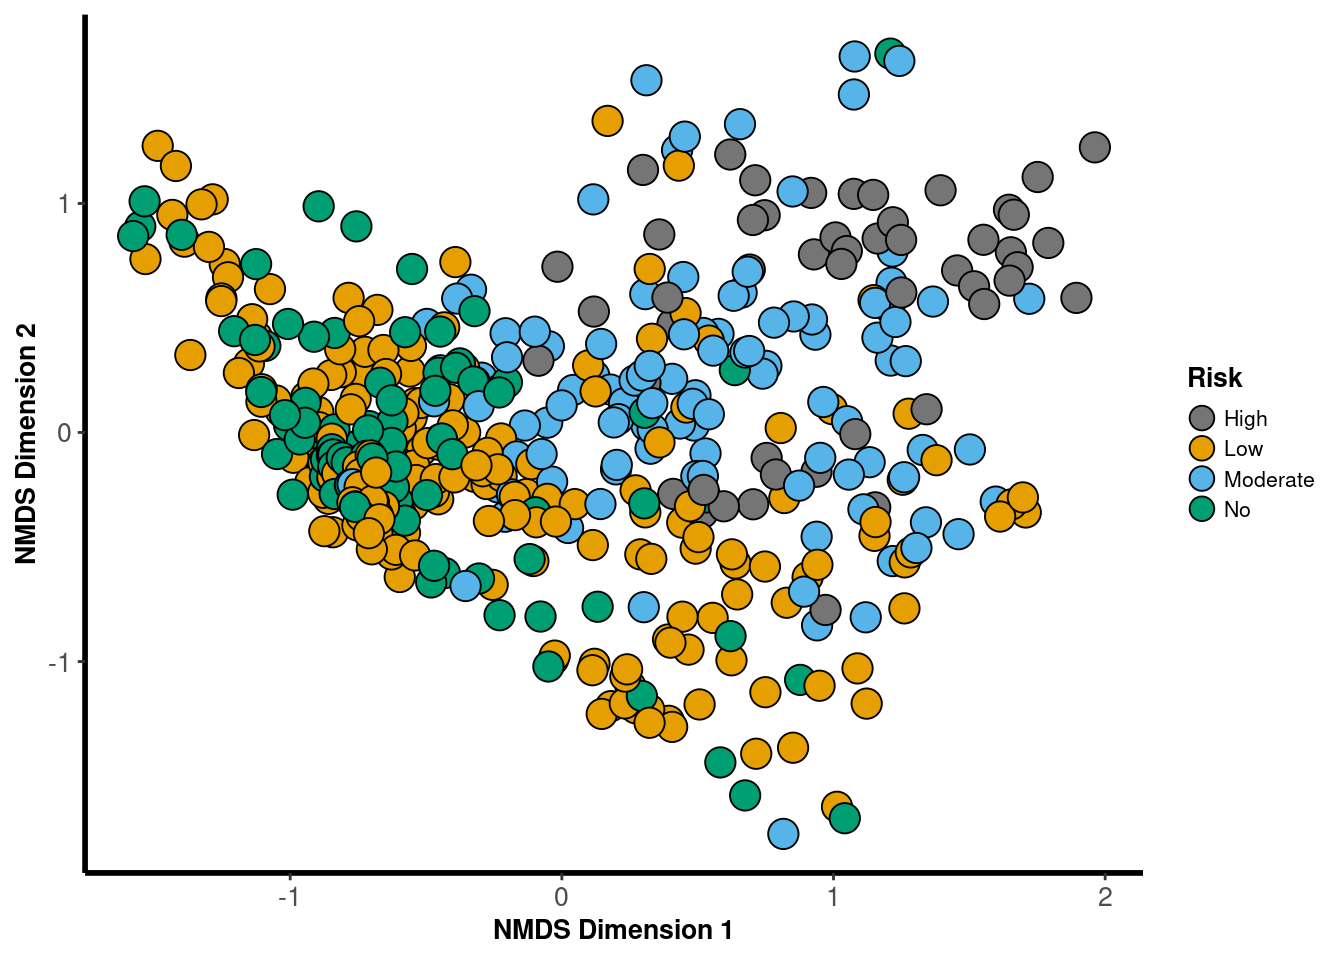 1
0
-1
-1
0
1
2
NMDS Dimension 1
NMDS Dimension 2
Risk
High
Low
Moderate
No